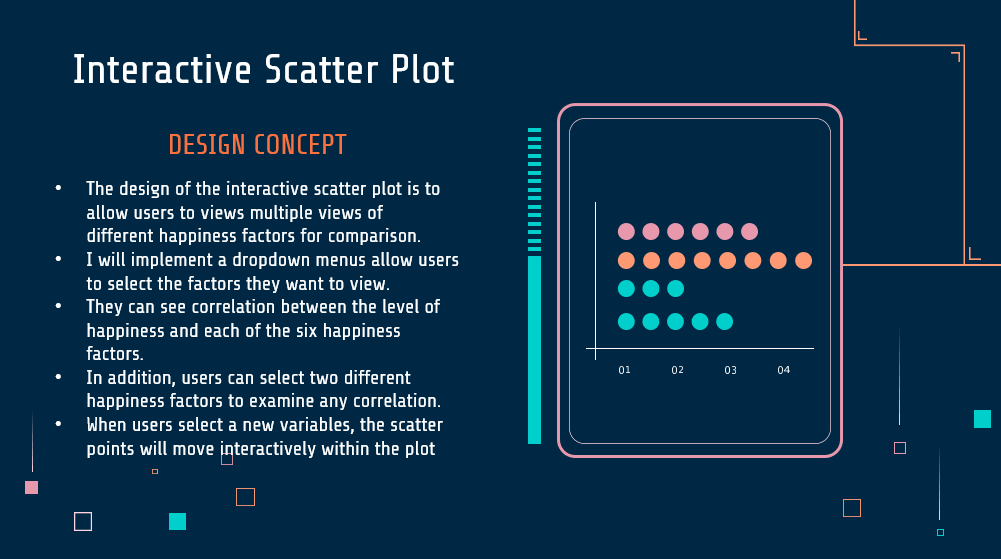 Interactive Scatter Plot
DESIGN CONCEPT
• The design of the interactive scatter plot is to
allow users to views multiple views of
different happiness factors for comparison.
• I will implement a dropdown menus allow users
to select the factors they want to view.
• They can see correlation between the level of
happiness and each of the six happiness
factors.
• In addition, users can select two different
happiness factors to examine any correlation.
• When users select a new variables, the scatter
points will move interactively within the plot
01 02 03 04